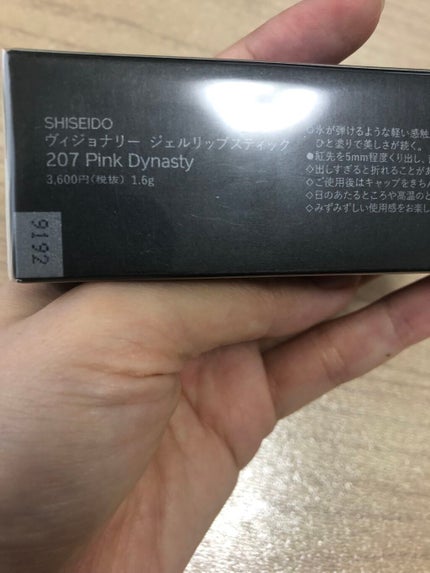 SHISEIDO
ヴィジョナリー ジェルリップスティック
207 Pink Dynasty
3,600円(税抜) 1.6g
9192
◇水が弾けるような軽い感触
ひと塗りで美しさが続く。
●紅先を5mm程度くり出し、
◇出しすぎると折れることがあ
◇ご使用後はキャップをきち
◇日のあたるところや高温のと
◇みずみずしい使用感をお楽し